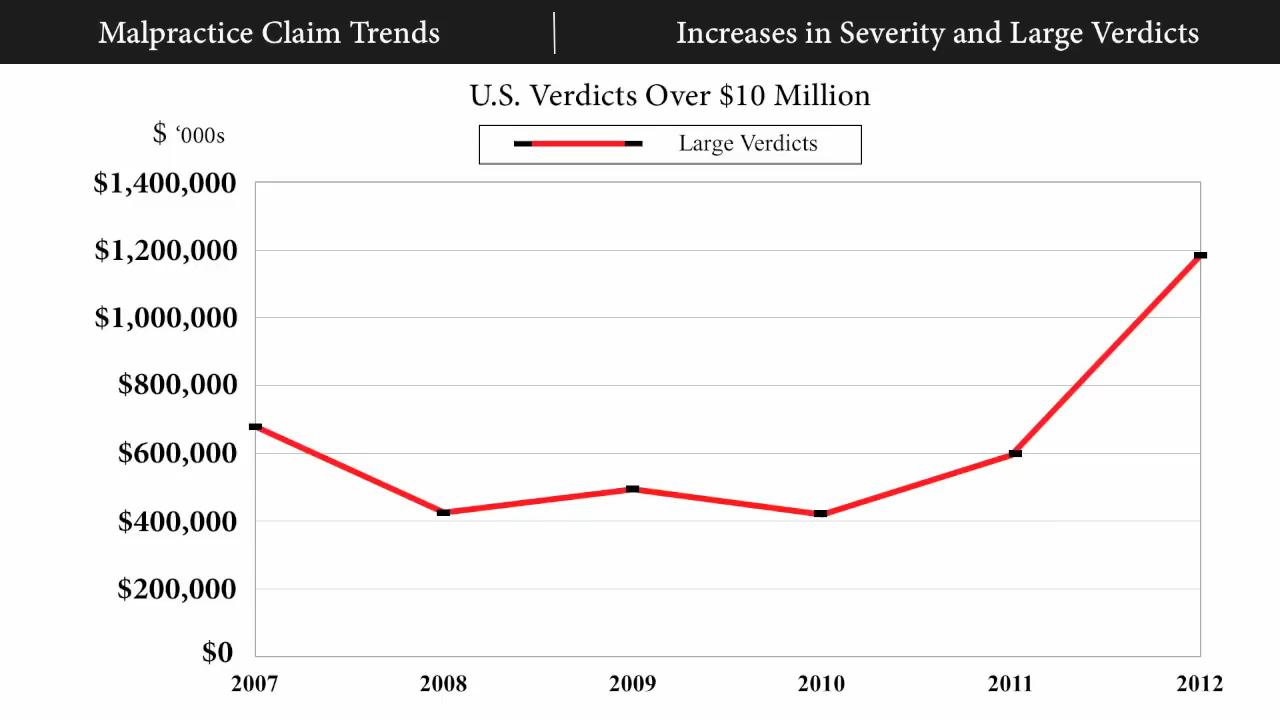 Malpractice Claim Trends
Increases in Severity and Large Verdicts
U.S. Verdicts Over $10 Million
$ ‘000s
Large Verdicts
$1,400,000
$1,200,000
$1,000,000
$800,000
$600,000
$400,000
$200,000
$0
2007 2008 2009 2010 2011 2012